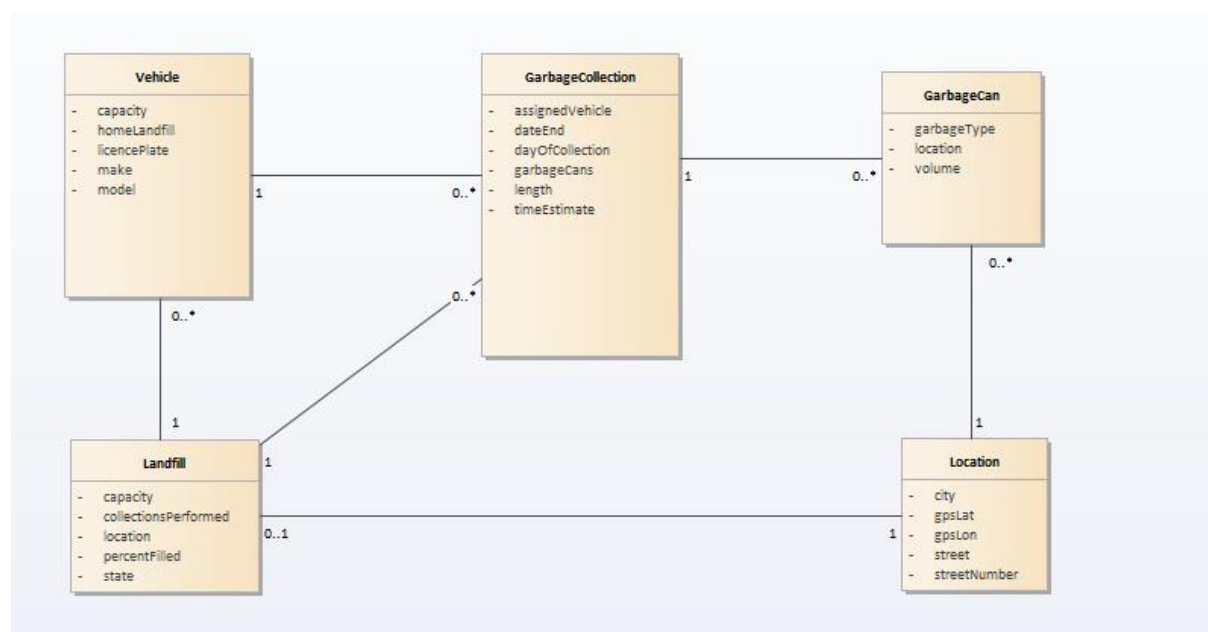 Vehicle
- capacity
- homeLandfill
- licencePlate
- make
- model
GarbageCollection
- assignedVehicle
- dateEnd
- dayOfCollection
- garbageCans
- length
- timeEstimate
GarbageCan
- garbageType
- location
- volume
1
0..*
1
0..*
0..*
0..*
0..*
1
1
Landfill
- capacity
- collectionsPerformed
- location
- percentFilled
- state
1
0..1
1
Location
- city
- gpsLat
- gpsLon
- street
- streetNumber